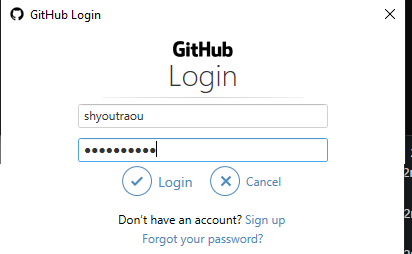 GitHub Login
GitHub
Login
shyoutraou
●●●●●●●●●●
Login
Cancel
Don't have an account? Sign up
Forgot your password?